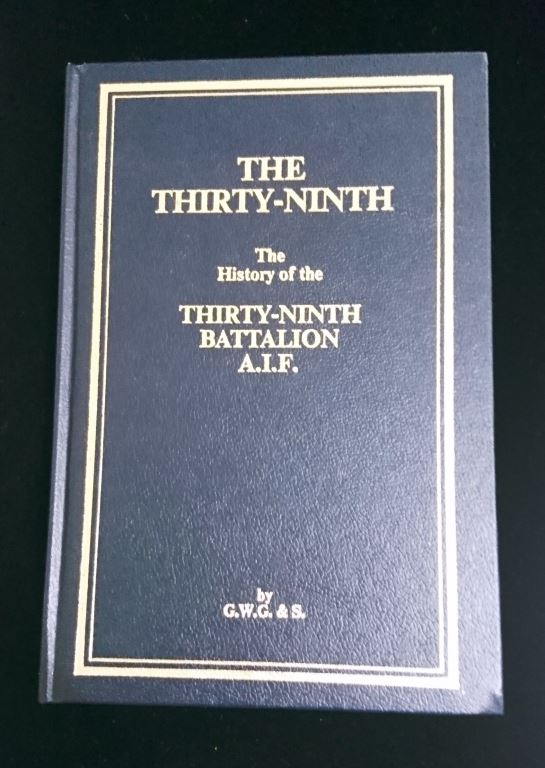 THE
THIRTY-NINTH
The
History of the
THIRTY-NINTH
BATTALION
A.I.F.
by
G.W.G. & S.